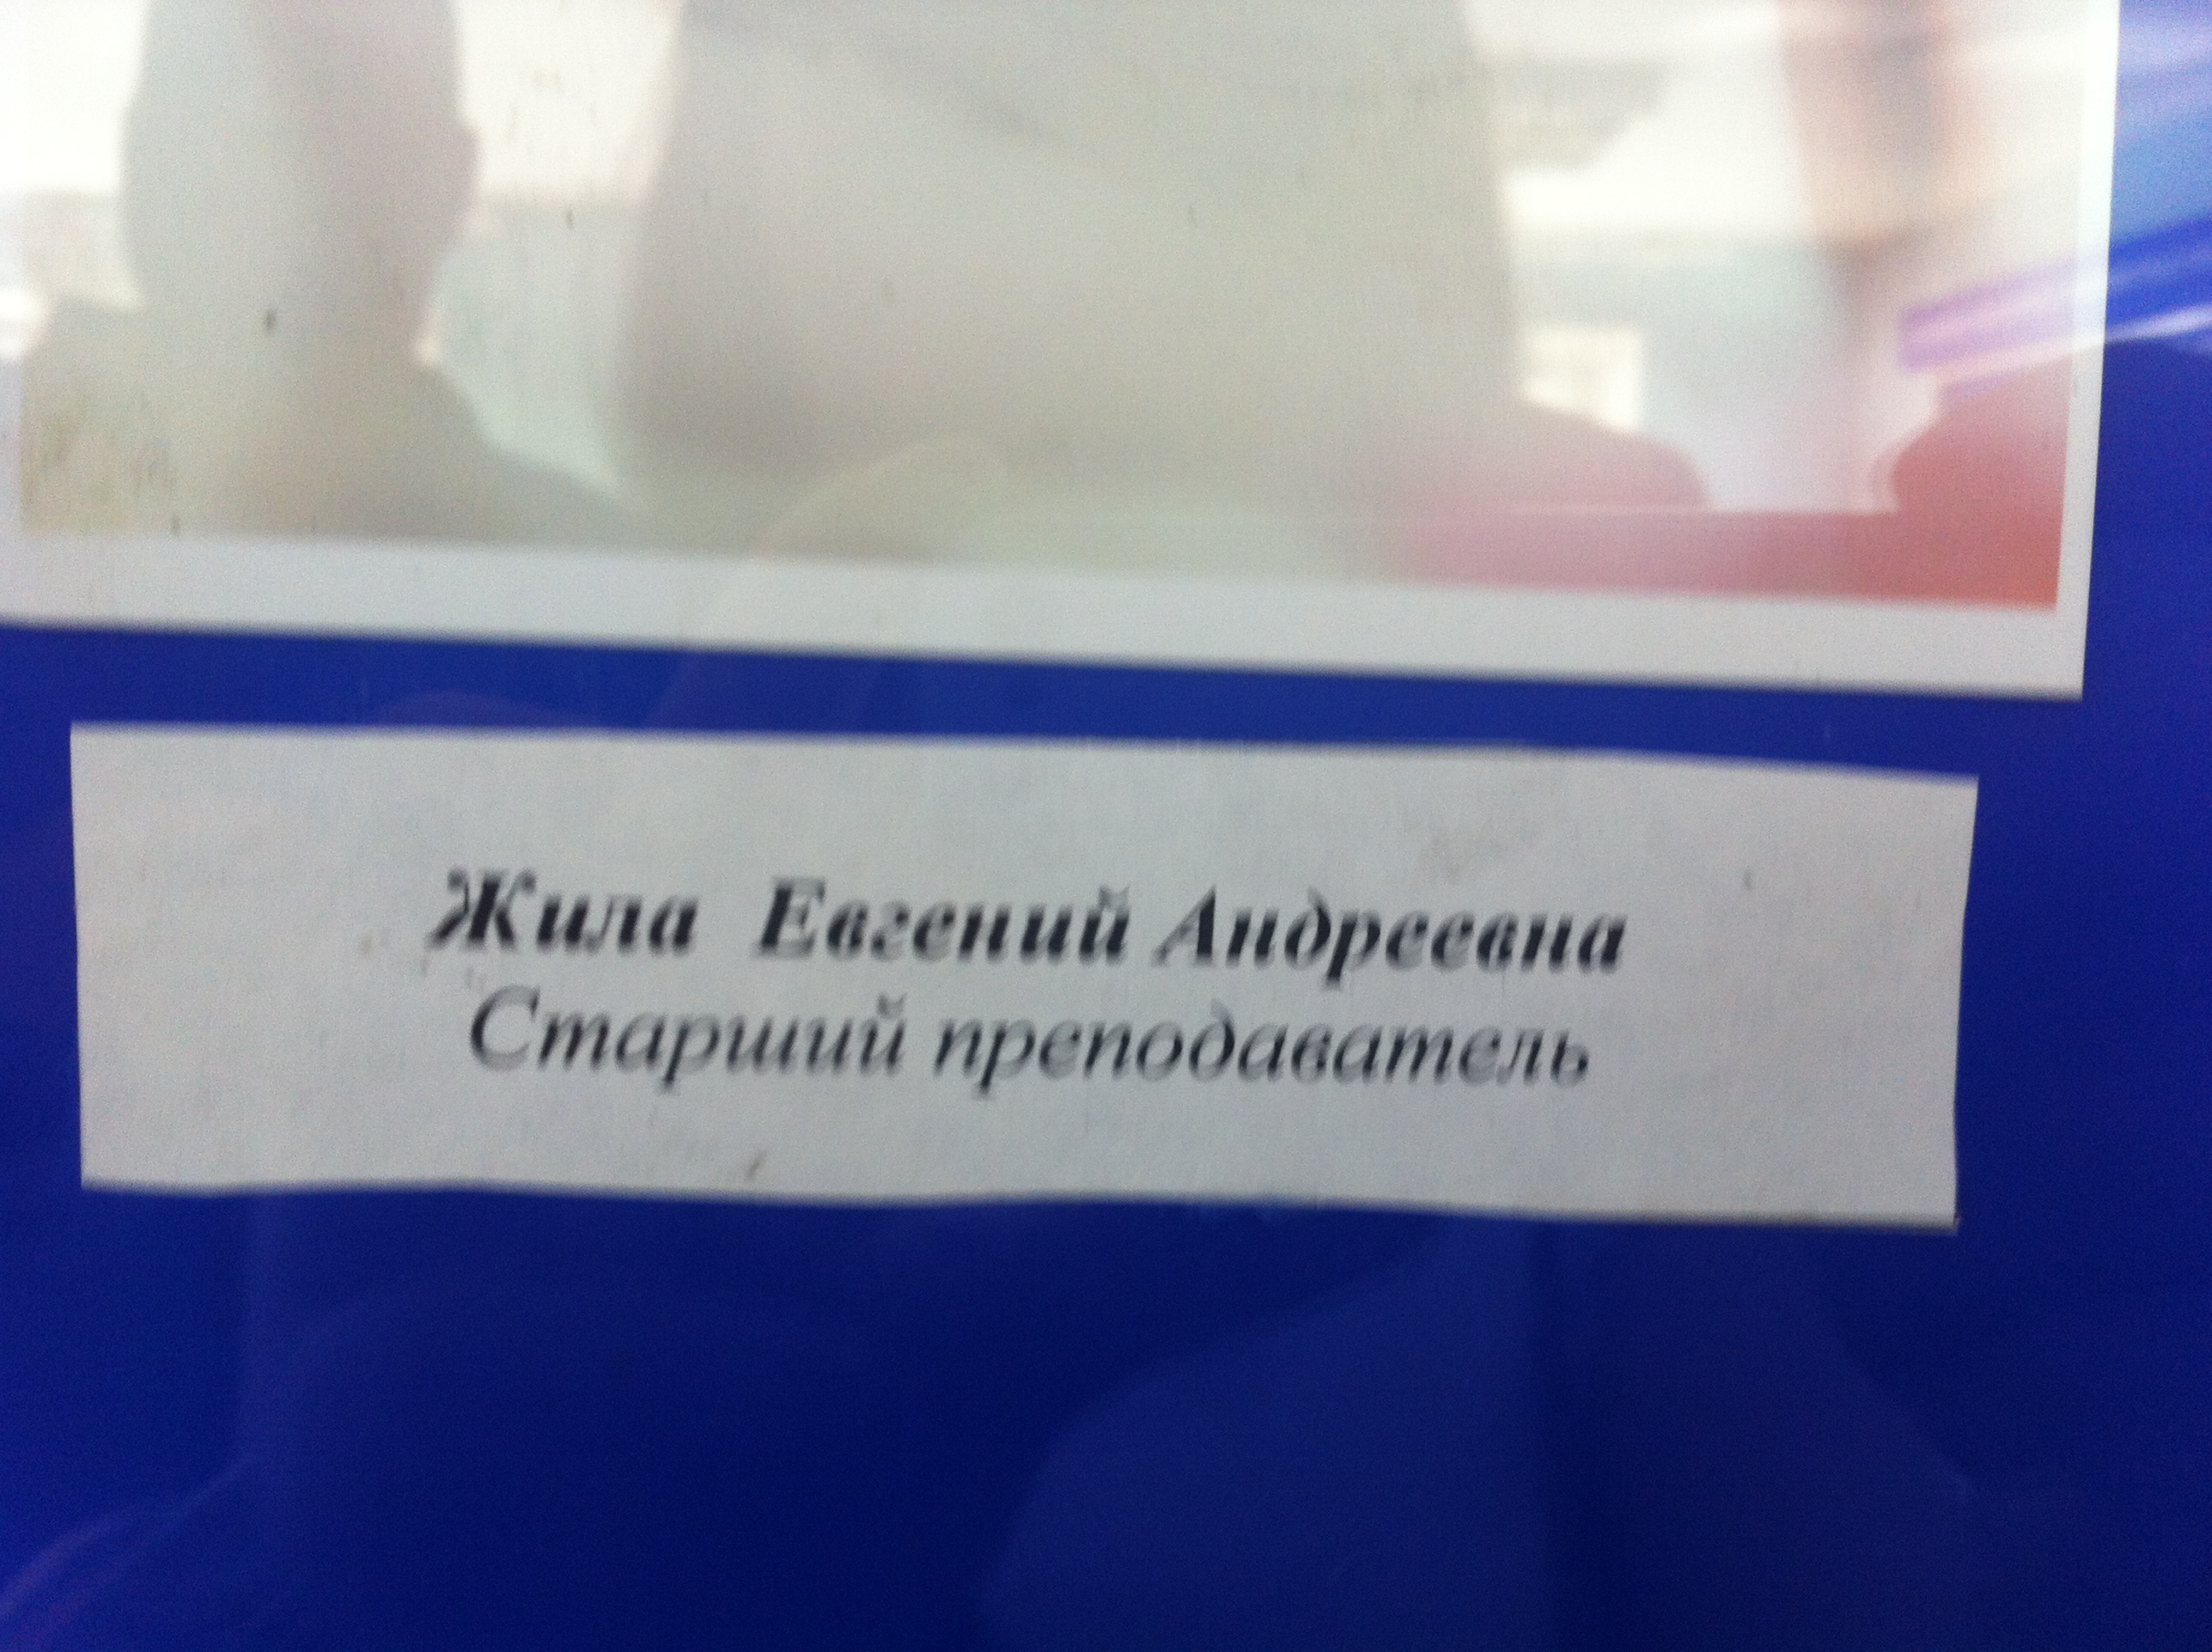 Жила Евгений Андреевна
Старший преподаватель